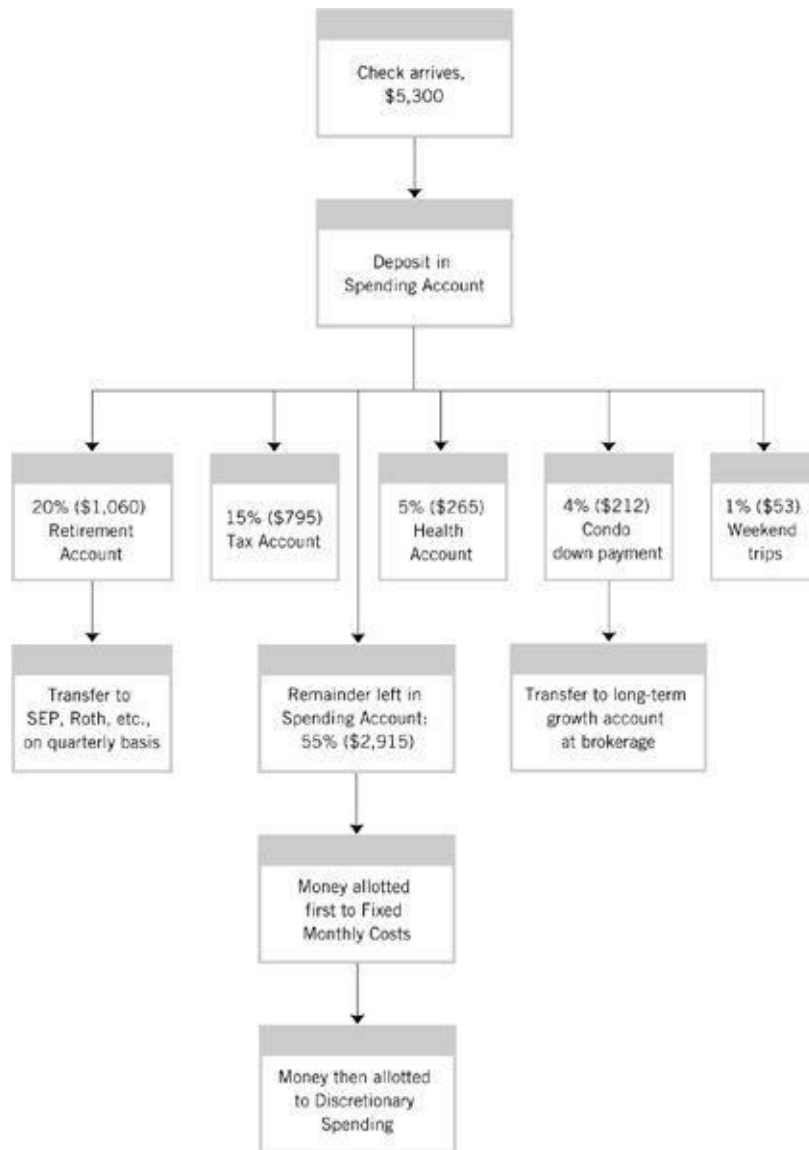 Check arrives,
$5,300
Deposit in
Spending Account
20% ($1,060)
Retirement
Account
15% ($795)
Tax Account
5% ($265)
Health
Account
4% ($212)
Condo
down payment
1% ($53)
Weekend
trips
Transfer to
SEP, Roth, etc.,
on quarterly basis
Remainder left in
Spending Account:
55% ($2,915)
Transfer to long-term
growth account
at brokerage
Money allotted
first to Fixed
Monthly Costs
Money then allotted
to Discretionary
Spending